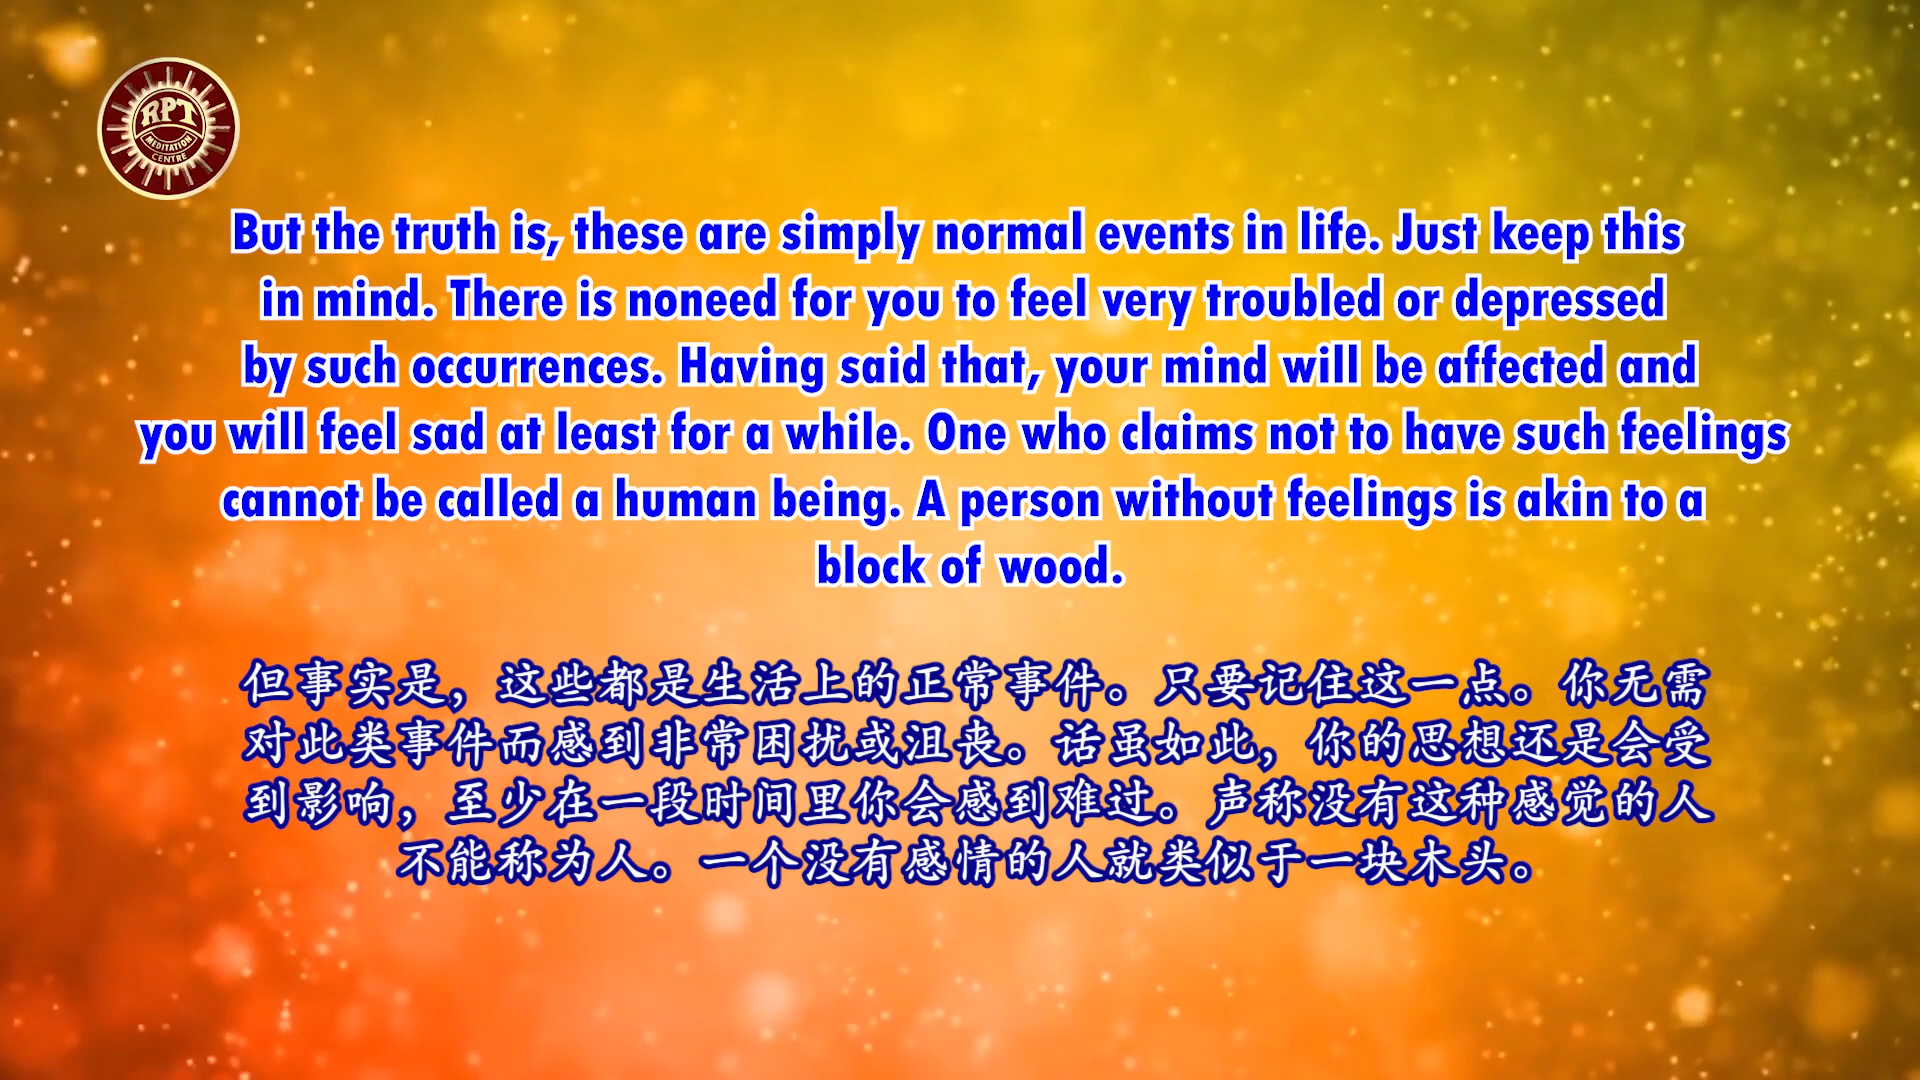 RPT
MEDITATION
CENTRE
But the truth is, these are simply normal events in life. Just keep this
in mind. There is noneed for you to feel very troubled or depressed
by such occurrences. Having said that, your mind will be affected and
you will feel sad at least for a while. One who claims not to have such feelings
cannot be called a human being. A person without feelings is akin to a
block of wood.
但事实是，这些都是生活上的正常事件。只要记住这一点。你无需
对此类事件而感到非常困扰或沮丧。话虽如此，你的思想还是会受
到影响，至少在一段时间里你会感到难过。声称没有这种感觉的人
不能称为人。一个没有感情的人就类似于一块木头。